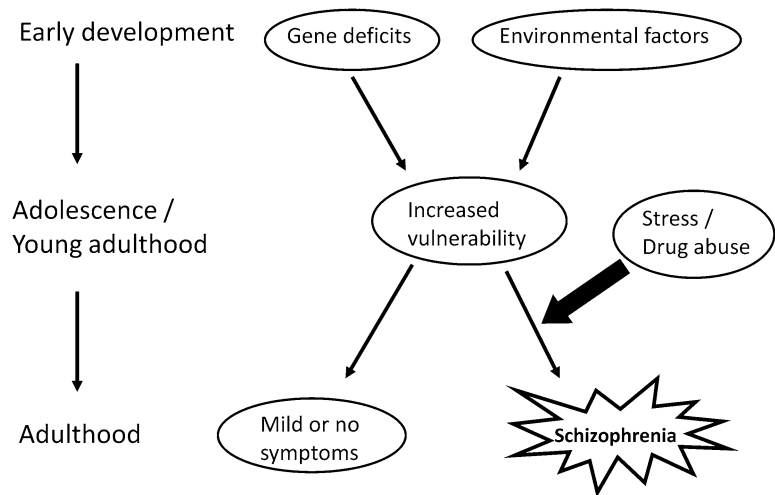 Early development
Gene deficits
Environmental factors
Adolescence /
Young adulthood
Increased
vulnerability
Stress /
Drug abuse
Adulthood
Mild or no
symptoms
Schizophrenia